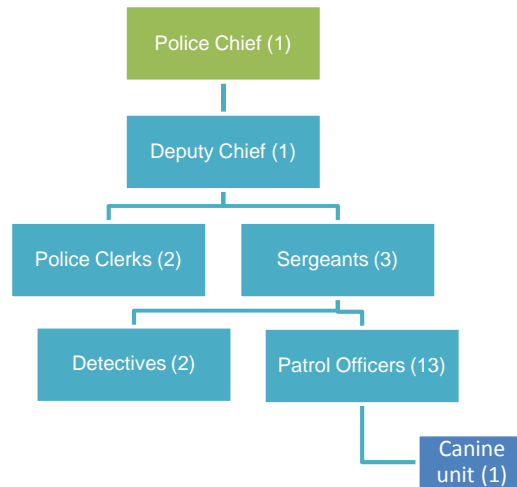 Police Chief (1)
Deputy Chief (1)
Police Clerks (2)
Sergeants (3)
Detectives (2)
Patrol Officers (13)
Canine
unit (1)